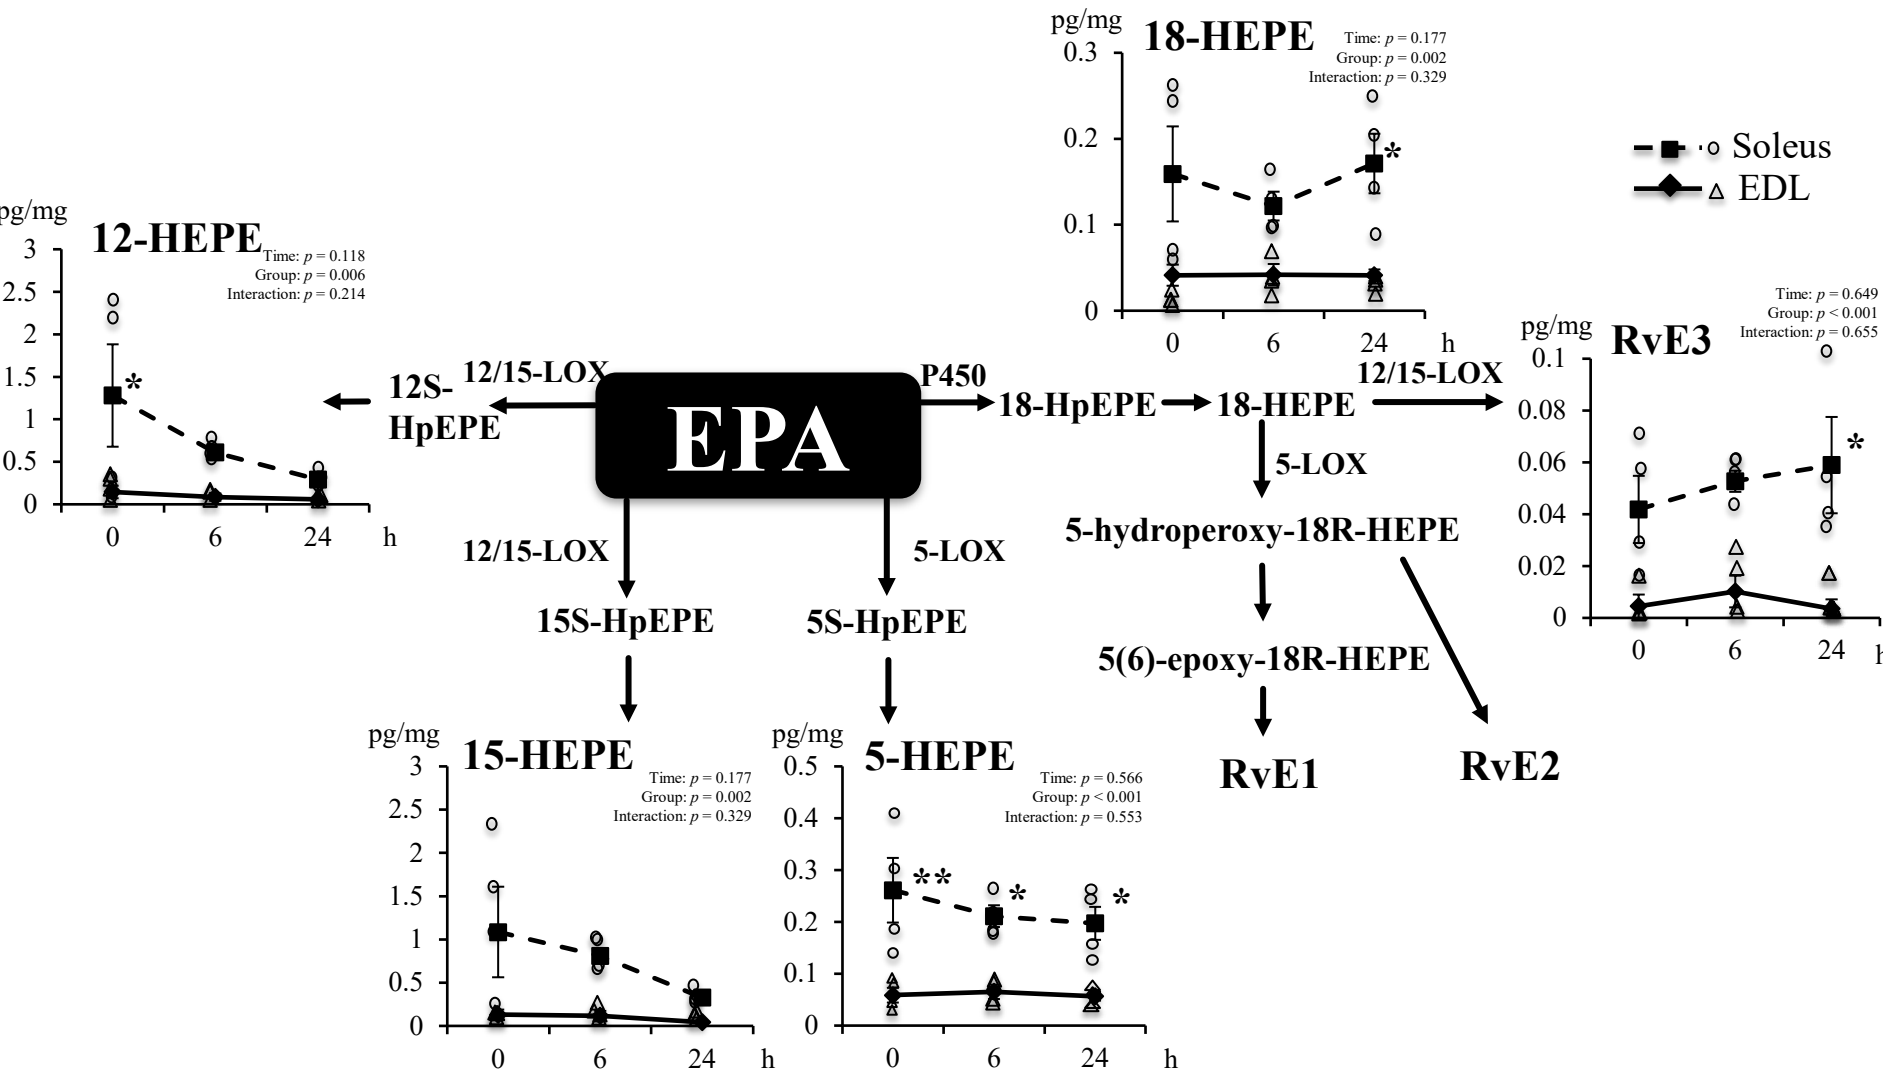 pg/mg
18-HEPE
Time: p = 0.177
Group: p = 0.002
Interaction: p = 0.329
0.3
0.2
0.1
0
0 6 24 h
Soleus
EDL
pg/mg
12-HEPE
Time: p = 0.118
Group: p = 0.006
Interaction: p = 0.214
3
2.5
2
1.5
1
0.5
0
*
0 6 24 h
*
pg/mg
RvE3
Time: p = 0.649
Group: p < 0.001
Interaction: p = 0.655
0.1
0.08
0.06
0.04
0.02
0
*
0 6 24 h
12S-
HpEPE
12/15-LOX
EPA
P450
18-HpEPE
18-HEPE
12/15-LOX
5-LOX
5-hydroperoxy-18R-HEPE
5(6)-epoxy-18R-HEPE
RvE1
RvE2
12/15-LOX
15S-HpEPE
5-LOX
5S-HpEPE
pg/mg
15-HEPE
Time: p = 0.177
Group: p = 0.002
Interaction: p = 0.329
3
2.5
2
1.5
1
0.5
0
0 6 24 h
pg/mg
5-HEPE
Time: p = 0.566
Group: p < 0.001
Interaction: p = 0.553
0.5
0.4
0.3
0.2
0.1
0
** * *
0 6 24 h